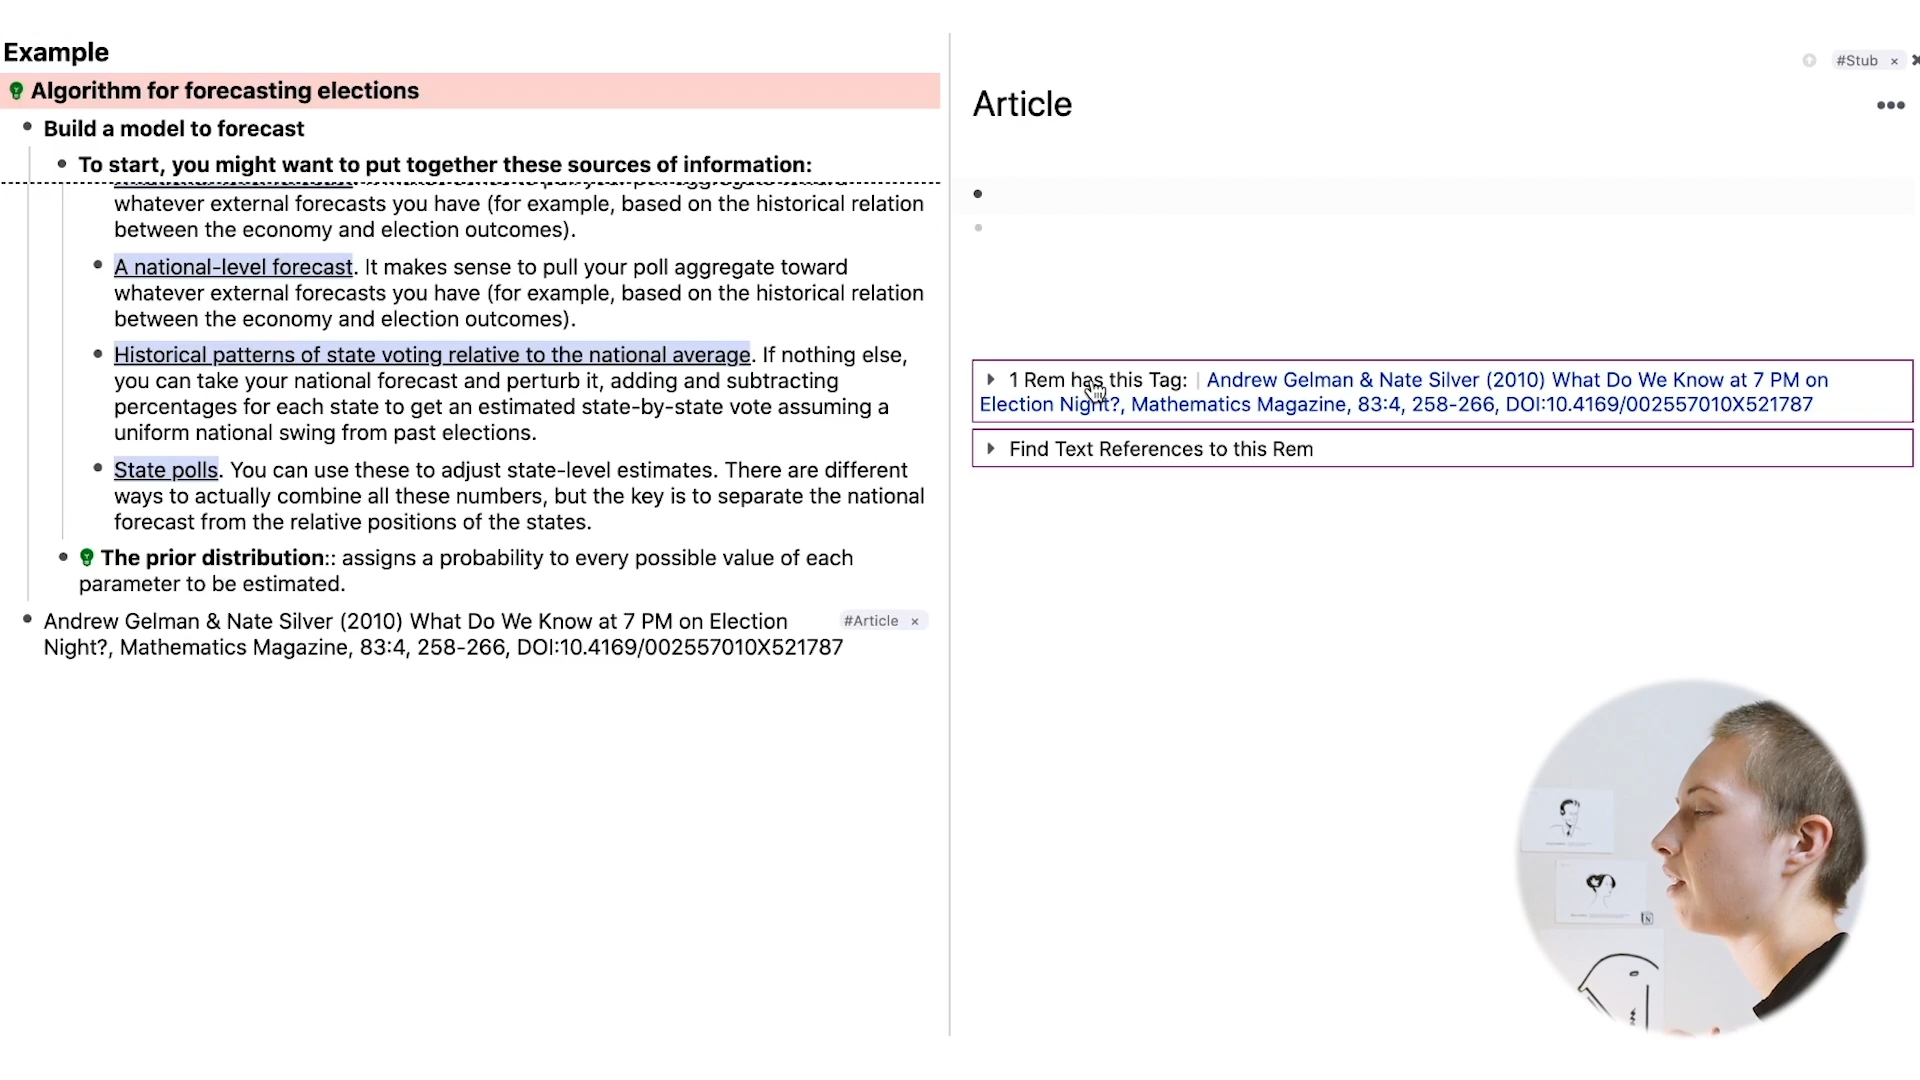 Example
Algorithm for forecasting elections
Build a model to forecast
To start, you might want to put together these sources of information:
whatever external forecasts you have (for example, based on the historical relation
between the economy and election outcomes).
A national-level forecast. It makes sense to pull your poll aggregate toward
whatever external forecasts you have (for example, based on the historical relation
between the economy and election outcomes).
Historical patterns of state voting relative to the national average. If nothing else,
you can take your national forecast and perturb it, adding and subtracting
percentages for each state to get an estimated state-by-state vote assuming a
uniform national swing from past elections.
State polls. You can use these to adjust state-level estimates. There are different
ways to actually combine all these numbers, but the key is to separate the national
forecast from the relative positions of the states.
The prior distribution:: assigns a probability to every possible value of each
parameter to be estimated.
Andrew Gelman & Nate Silver (2010) What Do We Know at 7 PM on Election
Night?, Mathematics Magazine, 83:4, 258-266, DOI:10.4169/002557010X521787
#Article ×
#Stub ×
Article
1 Rem has this Tag: | Andrew Gelman & Nate Silver (2010) What Do We Know at 7 PM on
Election Night?, Mathematics Magazine, 83:4, 258-266, DOI:10.4169/002557010X521787
Find Text References to this Rem